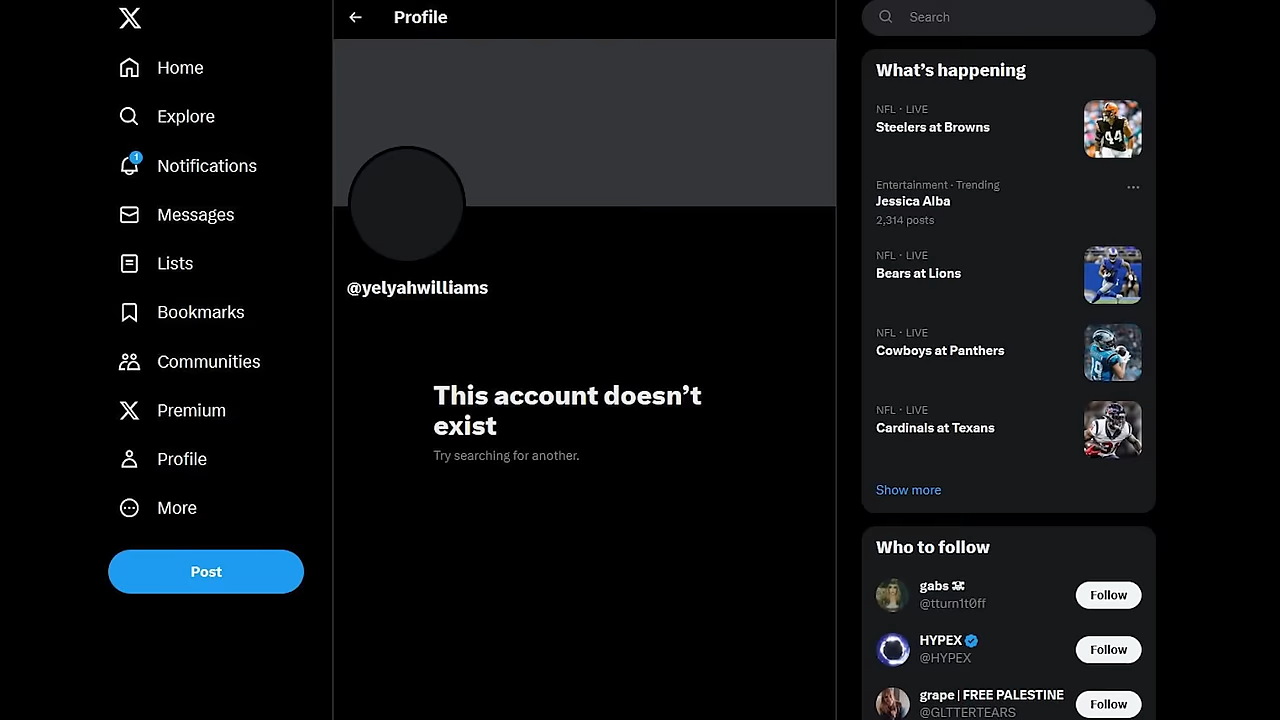 Home
Explore
1
Notifications
Messages
Lists
Bookmarks
Communities
Premium
Profile
More
Post
Profile
@yelyahwilliams
This account doesn’t
exist
Try searching for another.
Search
What’s happening
NFL · LIVE
Steelers at Browns
44
Entertainment · Trending
Jessica Alba
2,314 posts
NFL · LIVE
Bears at Lions
NFL · LIVE
Cowboys at Panthers
19
NFL · LIVE
Cardinals at Texans
Show more
Who to follow
gabs
@tturn1t0ff
Follow
HYPEX
@HYPEX
Follow
grape | FREE PALESTINE
@GLTTERTEARS
Follow